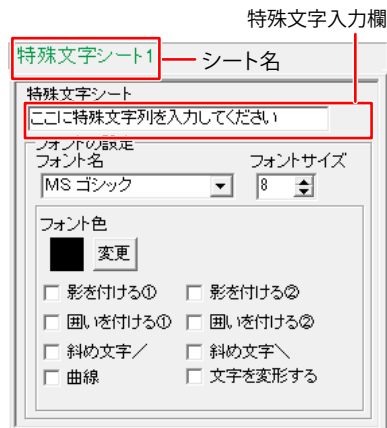 特殊文字入力欄
特殊文字シート1
シート名
特殊文字シート
ここに特殊文字列を入力してください
フォントの設定
フォント名 フォントサイズ
MS ゴシック 8
フォント色
変更
影を付ける① 影を付ける②
囲いを付ける① 囲いを付ける②
斜め文字／ 斜め文字＼
曲線 文字を変形する